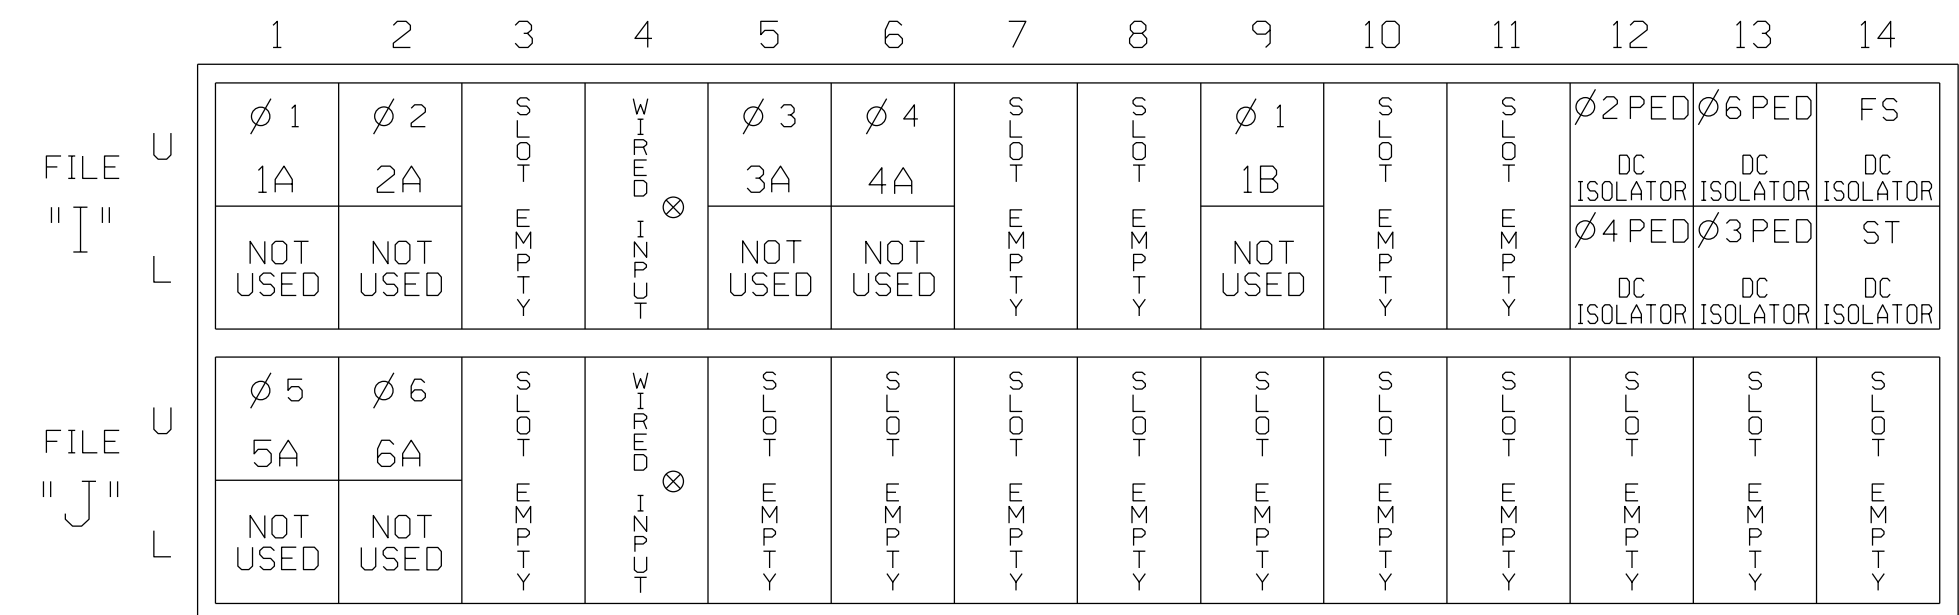 1 2 3 4 5 6 7 8 9 10 11 12 13 14
FILE "I"
U
L
Ø 1
1A
NOT
USED
Ø 2
2A
NOT
USED
SLOT EMPTY
WIRED INPUT
Ø 3
3A
NOT
USED
Ø 4
4A
NOT
USED
SLOT EMPTY
SLOT EMPTY
Ø 1
1B
NOT
USED
SLOT EMPTY
SLOT EMPTY
Ø2 PED
DC
ISOLATOR
Ø4 PED
DC
ISOLATOR
Ø6 PED
DC
ISOLATOR
Ø3 PED
DC
ISOLATOR
FS
DC
ISOLATOR
ST
DC
ISOLATOR
FILE "J"
U
L
Ø 5
5A
NOT
USED
Ø 6
6A
NOT
USED
SLOT EMPTY
WIRED INPUT
SLOT EMPTY
SLOT EMPTY
SLOT EMPTY
SLOT EMPTY
SLOT EMPTY
SLOT EMPTY
SLOT EMPTY
SLOT EMPTY
SLOT EMPTY
SLOT EMPTY